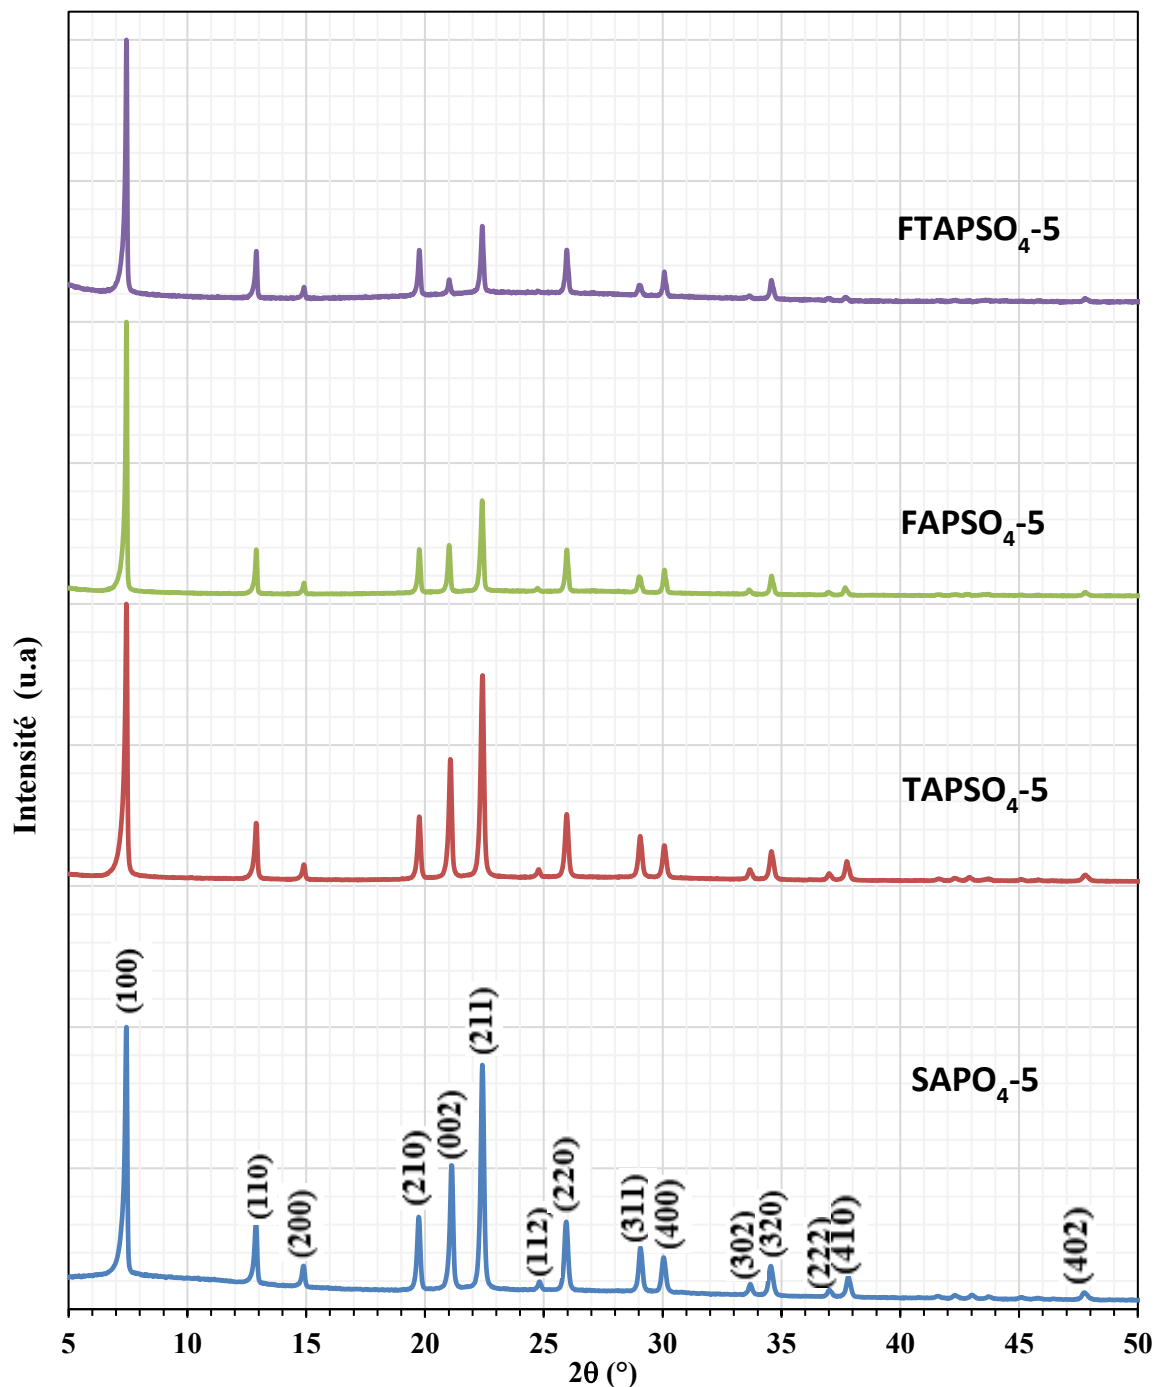 FTAPSO₄-5
FAPSO₄-5
TAPSO₄-5
SAPO₄-5
Intensité (u.a)
(100)
(110)
(200)
(210)
(002)
(211)
(112)
(220)
(311)
(400)
(302)
(320)
(222)
(410)
(402)
5 10 15 20 25 30 35 40 45 50
2θ (°)